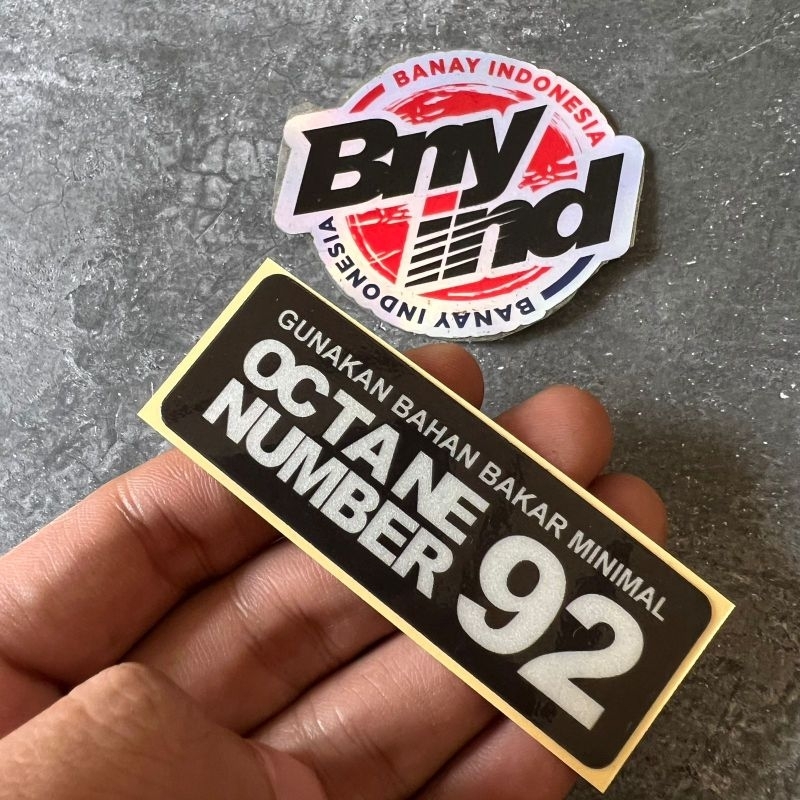 BANAY INDONESIA
Bny
ind
BANAY INDONESIA
GUNAKAN BAHAN BAKAR MINIMAL
OCTANE
NUMBER
92